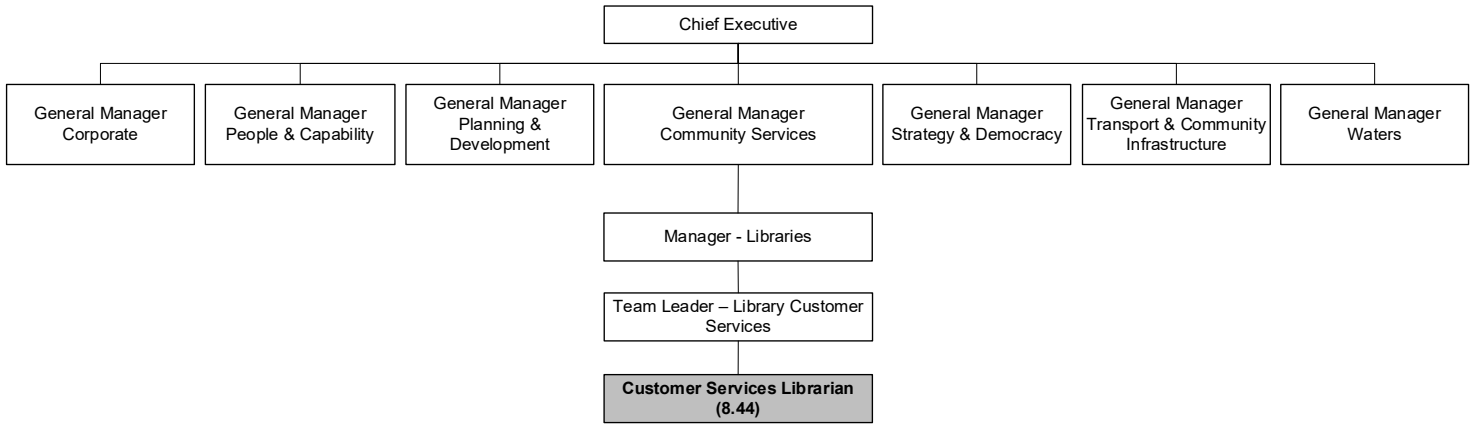 Chief Executive
General Manager
Corporate
General Manager
People & Capability
General Manager
Planning &
Development
General Manager
Community Services
General Manager
Strategy & Democracy
General Manager
Transport & Community
Infrastructure
General Manager
Waters
Manager - Libraries
Team Leader – Library Customer
Services
Customer Services Librarian
(8.44)